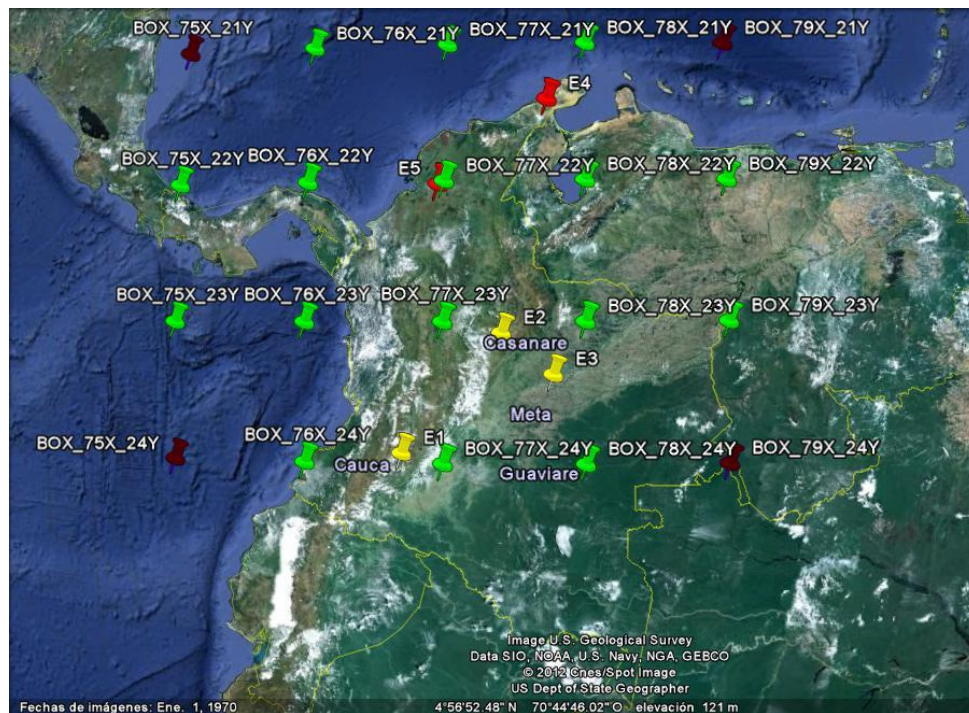 BOX_75X_21Y
BOX_76X_21Y
BOX_77X_21Y
BOX_78X_21Y
BOX_79X_21Y
E4
BOX_75X_22Y
BOX_76X_22Y
E5
BOX_77X_22Y
BOX_78X_22Y
BOX_79X_22Y
BOX_75X_23Y
BOX_76X_23Y
BOX_77X_23Y
E2
BOX_78X_23Y
BOX_79X_23Y
Casanare
E3
Meta
BOX_75X_24Y
BOX_76X_24Y
E1
BOX_77X_24Y
BOX_78X_24Y
BOX_79X_24Y
Cauca
Guaviare
Image U.S. Geological Survey
Data SIO, NOAA, U.S. Navy, NGA, GEBCO
© 2012 Cnes/Spot Image
US Dept of State Geographer
Fechas de imágenes: Ene. 1, 1970
4°56'52.48" N 70°44'46.02" O elevación 121 m